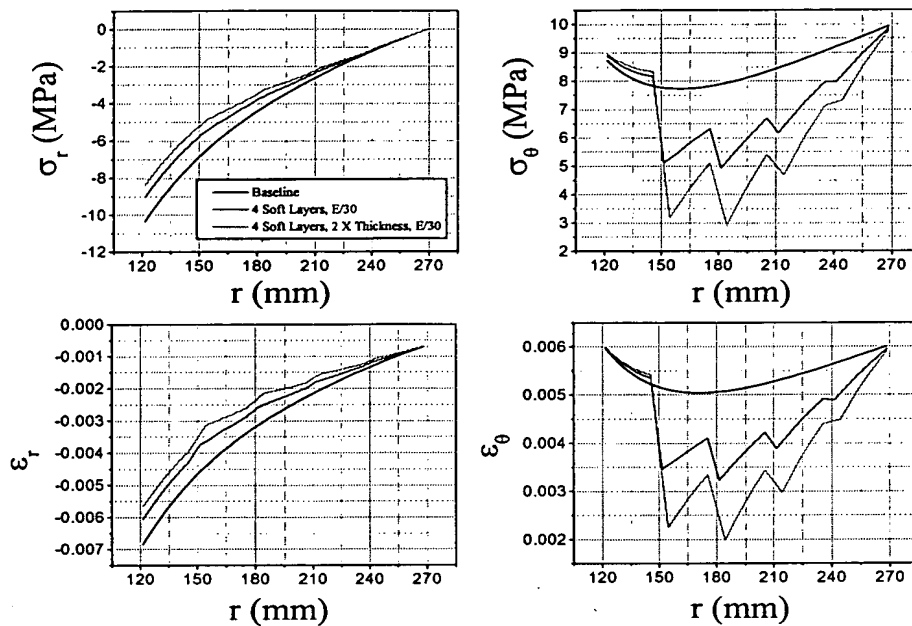 0
-2
-4
-6
-8
-10
-12
σr (MPa)
Baseline
4 Soft Layers, E/30
4 Soft Layers, 2 X Thickness, E/30
120 150 180 210 240 270
r (mm)
10
9
8
7
6
5
4
3
2
σθ (MPa)
120 150 180 210 240 270
r (mm)
0.000
-0.001
-0.002
-0.003
-0.004
-0.005
-0.006
-0.007
εr
120 150 180 210 240 270
r (mm)
0.006
0.005
0.004
0.003
0.002
εθ
120 150 180 210 240 270
r (mm)